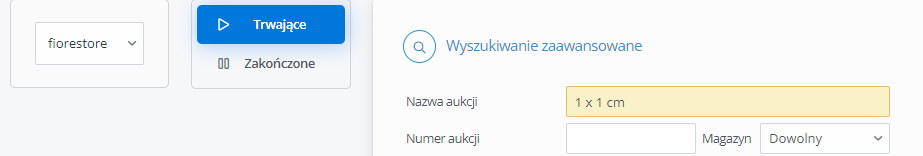 fiorestore
Trwające
Zakończone
Wyszukiwanie zaawansowane
Nazwa aukcji 1 x 1 cm
Numer aukcji Magazyn Dowolny